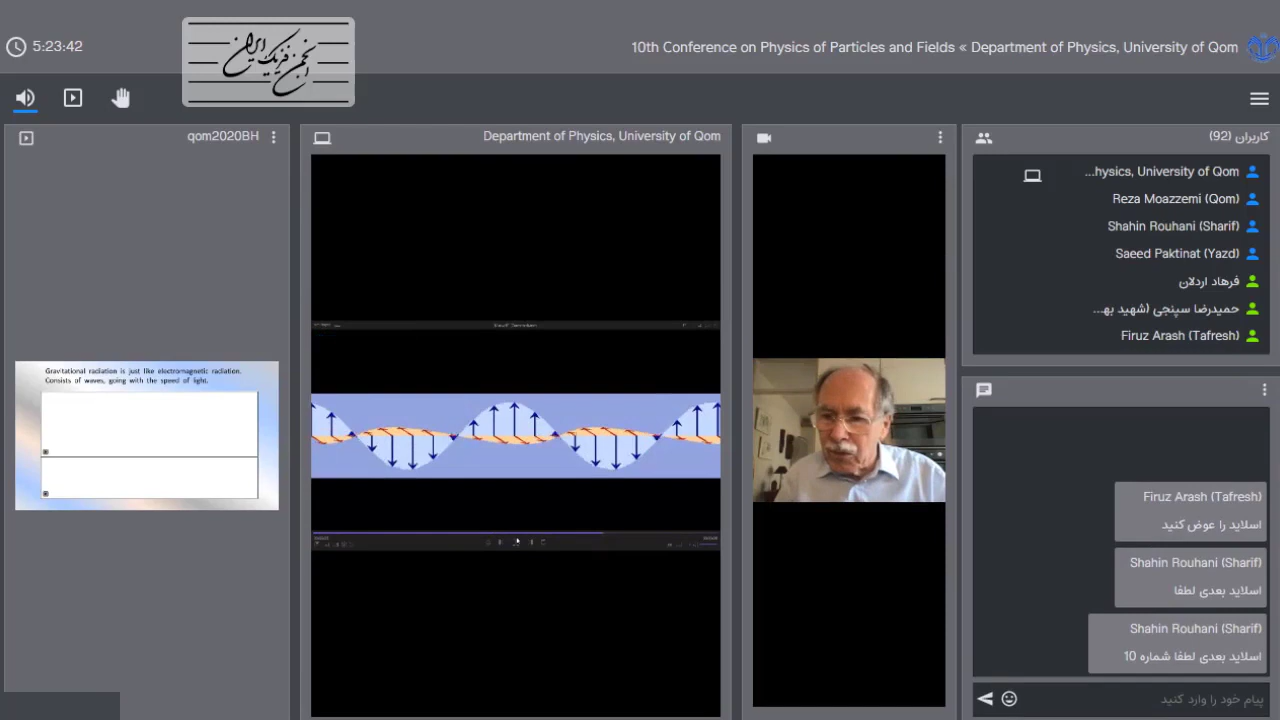 5:23:42
انجمن فیزیک ایران
10th Conference on Physics of Particles and Fields « Department of Physics, University of Qom
qom2020BH
Department of Physics, University of Qom
کاربران (92)
...hysics, University of Qom
Reza Moazzemi (Qom)
Shahin Rouhani (Sharif)
Saeed Paktinat (Yazd)
فرهاد اردلان
حمیدرضا سپنجی (شهید به...
Firuz Arash (Tafresh)
Gravitational radiation is just like electromagnetic radiation.
Consists of waves, going with the speed of light.
Firuz Arash (Tafresh)
اسلاید را عوض کنید
Shahin Rouhani (Sharif)
اسلاید بعدی لطفا
Shahin Rouhani (Sharif)
اسلاید بعدی لطفا شماره 10
پیام خود را وارد کنید